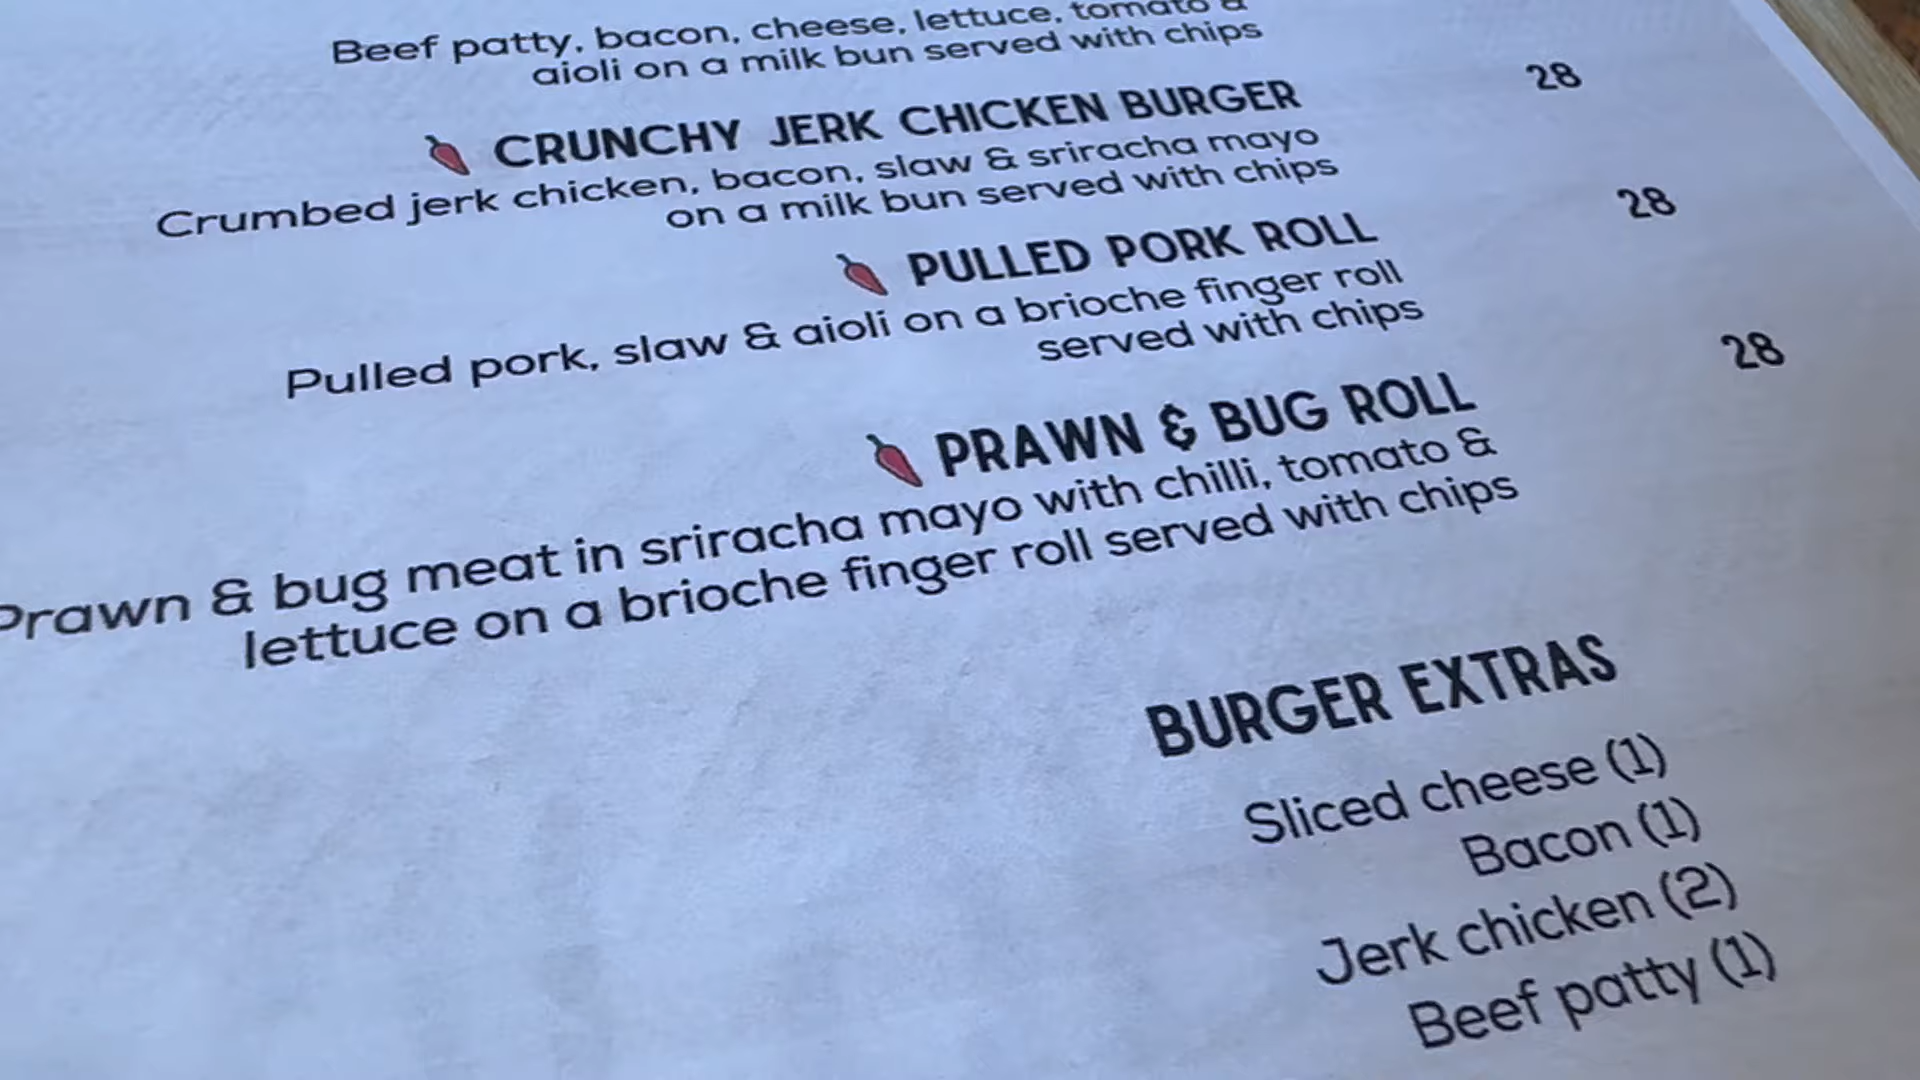 Beef patty, bacon, cheese, lettuce, tomato &
aioli on a milk bun served with chips
CRUNCHY JERK CHICKEN BURGER 28
Crumbed jerk chicken, bacon, slaw & sriracha mayo
on a milk bun served with chips
PULLED PORK ROLL 28
Pulled pork, slaw & aioli on a brioche finger roll
served with chips
PRAWN & BUG ROLL 28
Prawn & bug meat in sriracha mayo with chilli, tomato &
lettuce on a brioche finger roll served with chips
BURGER EXTRAS
Sliced cheese (1)
Bacon (1)
Jerk chicken (2)
Beef patty (1)